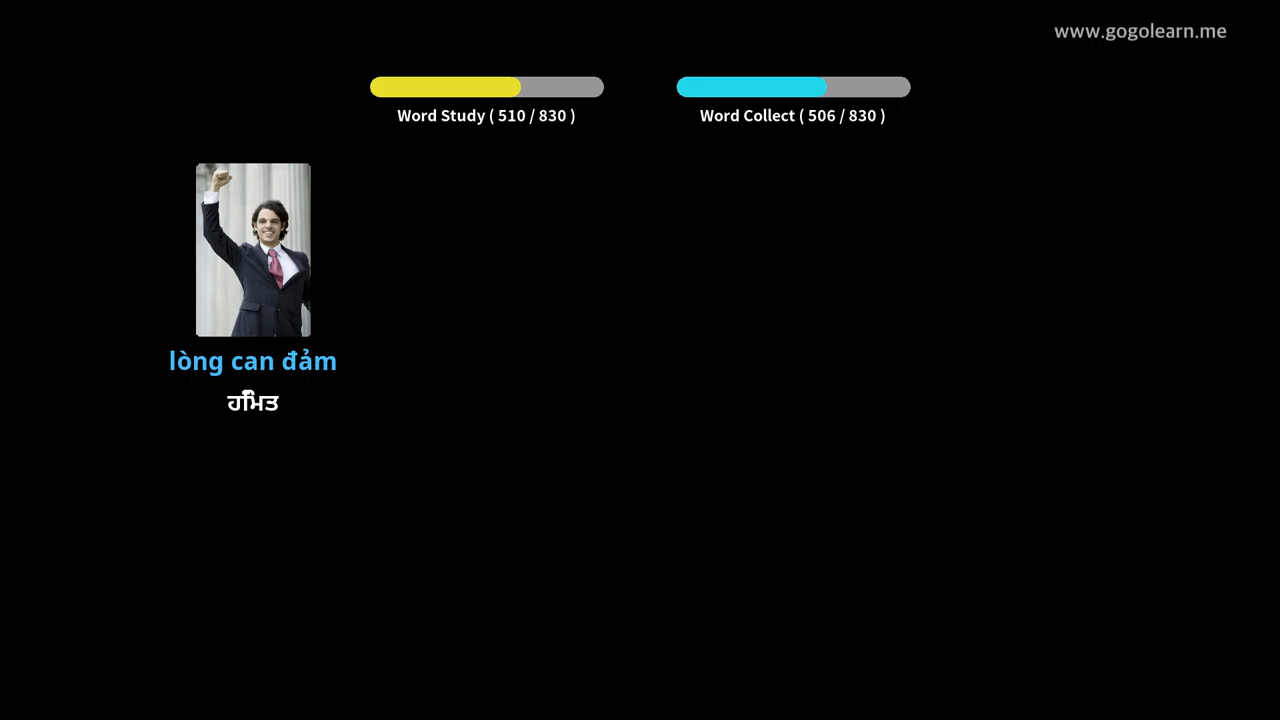 www.gogolearn.me
Word Study ( 510 / 830 )
Word Collect ( 506 / 830 )
lòng can đảm
ਹਿੰਮਤ